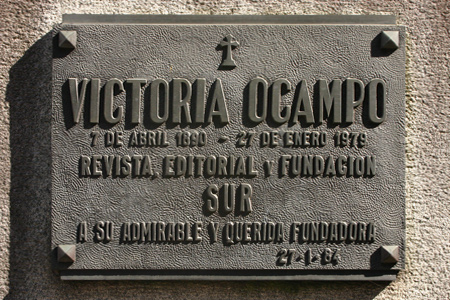 VICTORIA OCAMPO
7 DE ABRIL 1890 - 27 DE ENERO 1979
REVISTA, EDITORIAL Y FUNDACION
SUR
A SU ADMIRABLE Y QUERIDA FUNDADORA
27-1-84